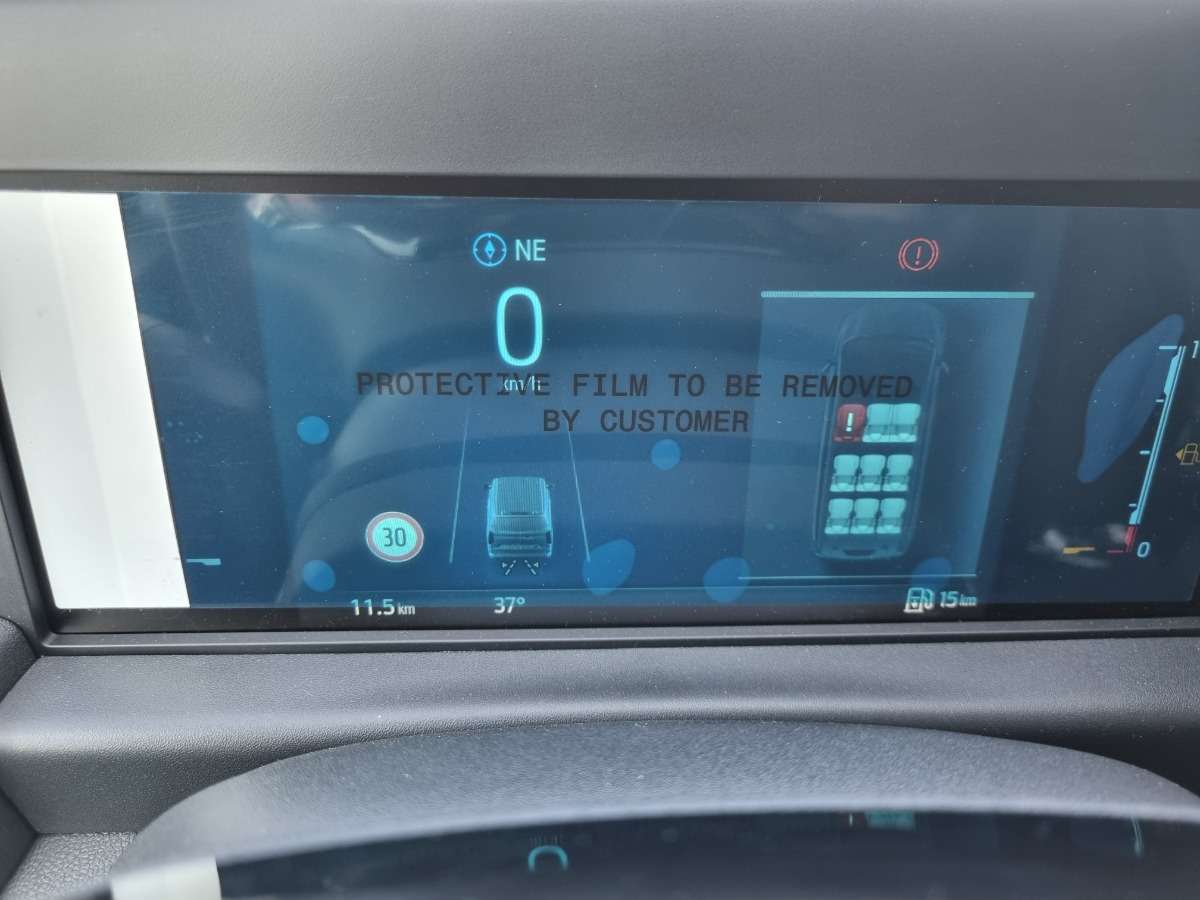 NE
0
km/h
PROTECTIVE FILM TO BE REMOVED
BY CUSTOMER
!
!
30
0
11.5 km
37°
15 km